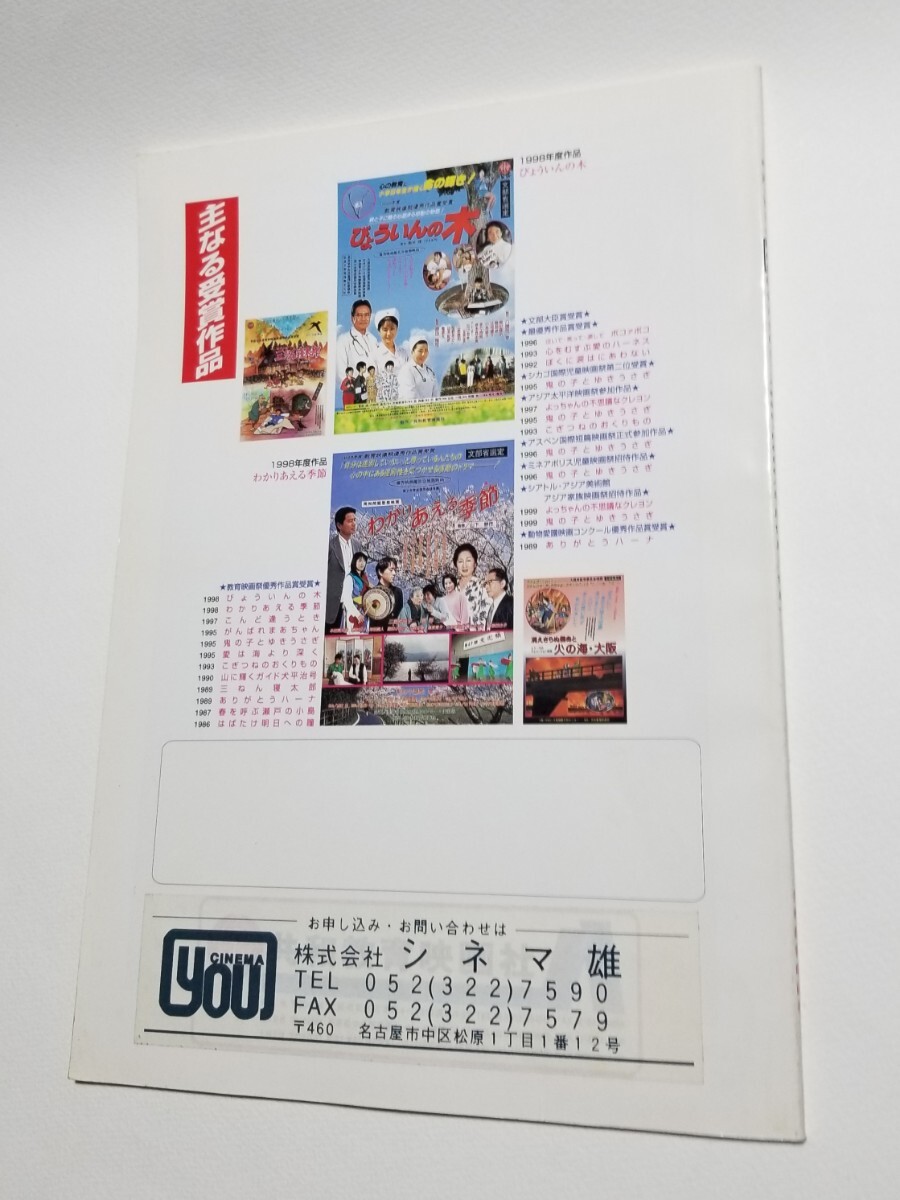 主なる受賞作品
1998年度作品
びょういんの木
文部省選定
びょういんの木
1998年度作品
わかりあえる季節
文部省選定
わかりあえる季節
★文部大臣賞受賞★
★最優秀作品賞受賞★
1996 ポコァポコ
1993 心をむすぶ愛のハーネス
1992 ぼくに涙はにあわない
★シカゴ国際児童映画祭第二位受賞★
1995 鬼の子とゆきうさぎ
★アジア太平洋映画祭参加作品★
1997 よっちゃんの不思議なクレヨン
1995 鬼の子とゆきうさぎ
1993 こぎつねのおくりもの
★アスペン国際短篇映画祭正式参加作品★
1996 鬼の子とゆきうさぎ
★ミネアポリス児童映画祭招待作品★
1996 鬼の子とゆきうさぎ
★シアトル・アジア美術館
アジア家族映画祭招待作品★
1999 よっちゃんの不思議なクレヨン
1999 鬼の子とゆきうさぎ
★動物愛護映画コンクール優秀作品賞受賞★
1989 ありがとうハーナ
★教育映画祭優秀作品賞受賞★
1998 びょういんの木
1998 わかりあえる季節
1997 こんど逢うとき
1995 がんばれまあちゃん
1995 鬼の子とゆきうさぎ
1995 愛は海より深く
1993 こぎつねのおくりもの
1990 山に輝くガイド犬平治号
1989 三ねん寝太郎
1989 ありがとうハーナ
1987 春を呼ぶ瀬戸の小島
1986 はばたけ明日への瞳
火の海・大阪
お申し込み・お問い合わせは
CINEMA
you
株式会社 シネマ雄
TEL 052(322)7590
FAX 052(322)7579
〒460 名古屋市中区松原1丁目1番12号